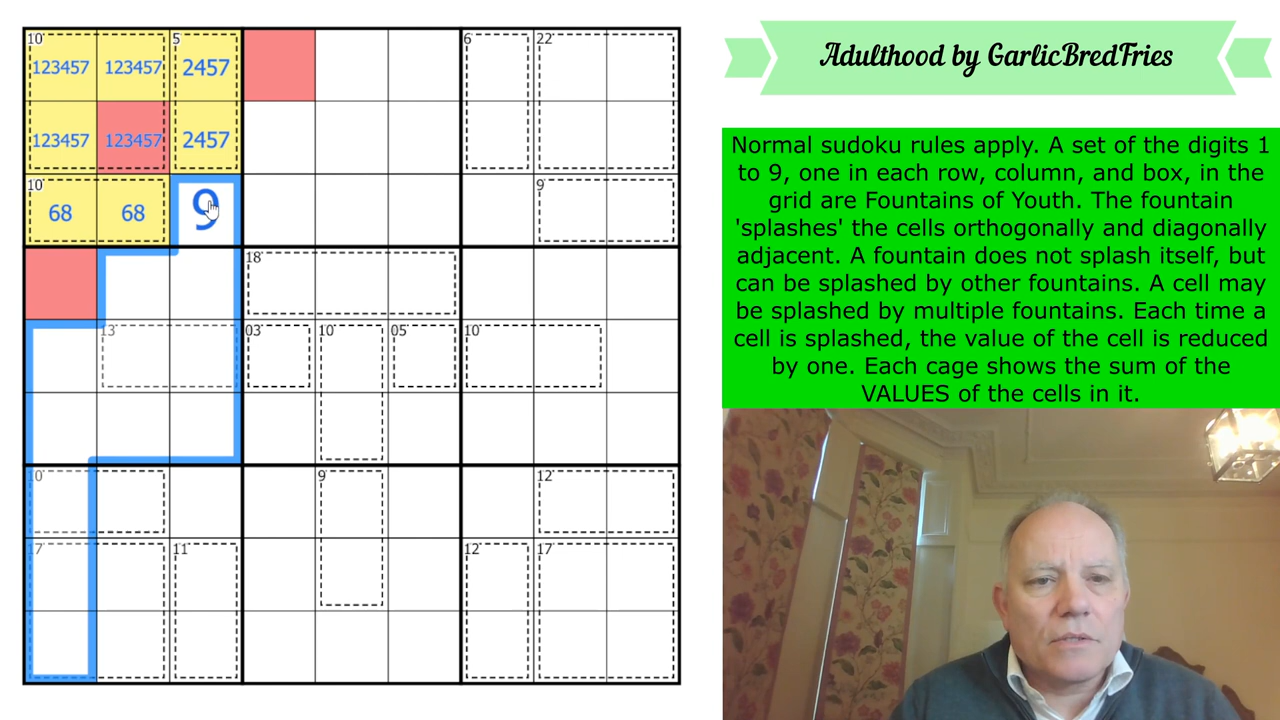 Adulthood by GarlicBredFries
Normal sudoku rules apply. A set of the digits 1
to 9, one in each row, column, and box, in the
grid are Fountains of Youth. The fountain
'splashes' the cells orthogonally and diagonally
adjacent. A fountain does not splash itself, but
can be splashed by other fountains. A cell may
be splashed by multiple fountains. Each time a
cell is splashed, the value of the cell is reduced
by one. Each cage shows the sum of the
VALUES of the cells in it.
10 5 6 22
123457 123457 2457
123457 123457 2457
10 9
68 68 9
18
13 03 10 05 10
10 9 12
17 11 12 17